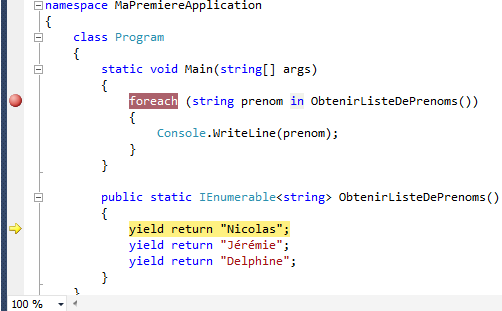 namespace MaPremiereApplication
{
    class Program
    {
        static void Main(string[] args)
        {
            foreach (string prenom in ObtenirListeDePrenoms())
            {
                Console.WriteLine(prenom);
            }
        }

        public static IEnumerable<string> ObtenirListeDePrenoms()
        {
            yield return "Nicolas";
            yield return "Jérémie";
            yield return "Delphine";
        }
    }
100 %